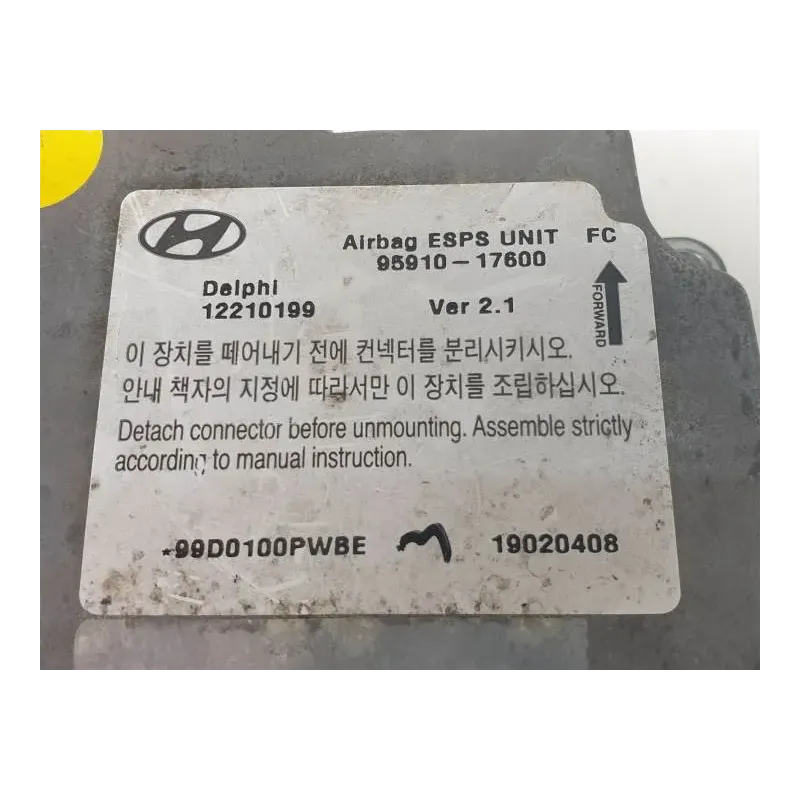 Airbag ESPS UNIT FC
95910-17600
Delphi
12210199
Ver 2.1
FORWARD
이 장치를 떼어내기 전에 컨넥터를 분리시키시오.
안내 책자의 지정에 따라서만 이 장치를 조립하십시오.
Detach connector before unmounting. Assemble strictly
according to manual instruction.
*99D0100PWBE 19020408